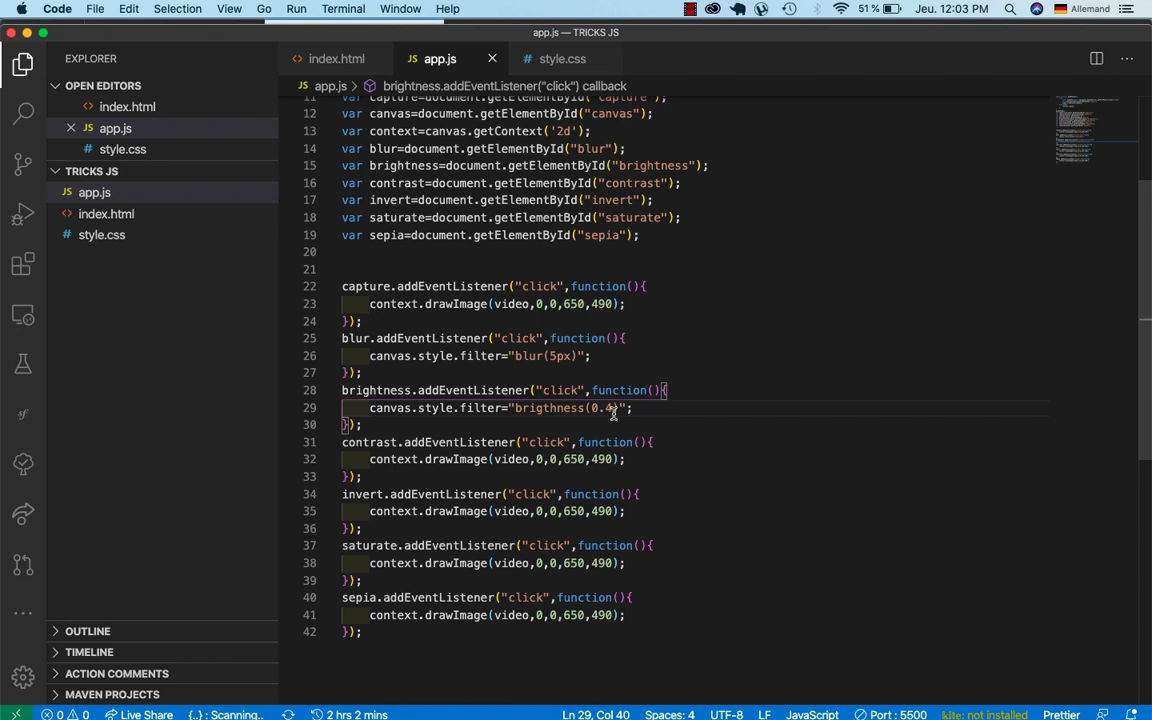 Code File Edit Selection View Go Run Terminal Window Help 51 % Jeu. 12:03 PM Allemand
app.js — TRICKS JS
EXPLORER
OPEN EDITORS
index.html
JS app.js
# style.css
TRICKS JS
JS app.js
index.html
# style.css
OUTLINE
TIMELINE
ACTION COMMENTS
MAVEN PROJECTS
index.html JS app.js # style.css
JS app.js > brightness.addEventListener("click") callback
11 var capture=document.getElementById("capture");
12 var canvas=document.getElementById("canvas");
13 var context=canvas.getContext('2d');
14 var blur=document.getElementById("blur");
15 var brightness=document.getElementById("brightness");
16 var contrast=document.getElementById("contrast");
17 var invert=document.getElementById("invert");
18 var saturate=document.getElementById("saturate");
19 var sepia=document.getElementById("sepia");
20
21
22 capture.addEventListener("click",function(){
23 context.drawImage(video,0,0,650,490);
24 });
25 blur.addEventListener("click",function(){
26 canvas.style.filter="blur(5px)";
27 });
28 brightness.addEventListener("click",function(){
29 canvas.style.filter="brigthness(0.4)";
30 });
31 contrast.addEventListener("click",function(){
32 context.drawImage(video,0,0,650,490);
33 });
34 invert.addEventListener("click",function(){
35 context.drawImage(video,0,0,650,490);
36 });
37 saturate.addEventListener("click",function(){
38 context.drawImage(video,0,0,650,490);
39 });
40 sepia.addEventListener("click",function(){
41 context.drawImage(video,0,0,650,490);
42 });
0 0 Live Share {..} : Scanning.. 2 hrs 2 mins Ln 29, Col 40 Spaces: 4 UTF-8 LF JavaScript Port : 5500 kite: not installed Prettier